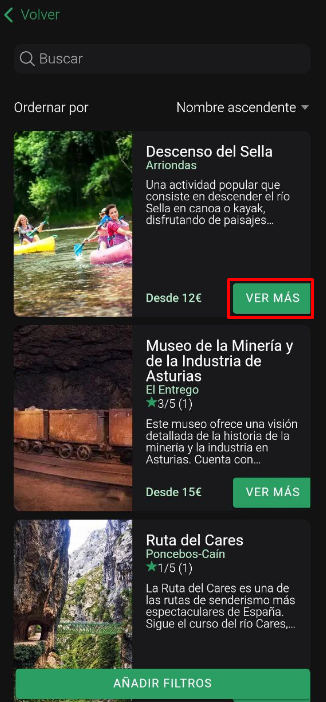 Volver
Buscar
Ordernar por
Nombre ascendente
Descenso del Sella
Arriondas
Una actividad popular que
consiste en descender el río
Sella en canoa o kayak,
disfrutando de paisajes...
Desde 12€
VER MÁS
Museo de la Minería y
de la Industria de
Asturias
El Entrego
3/5 (1)
Este museo ofrece una visión
detallada de la historia de la
minería y la industria en
Asturias. Cuenta con...
Desde 15€
VER MÁS
Ruta del Cares
Poncebos-Caín
1/5 (1)
La Ruta del Cares es una de
las rutas de senderismo más
espectaculares de España.
Sigue el curso del río Cares,...
AÑADIR FILTROS